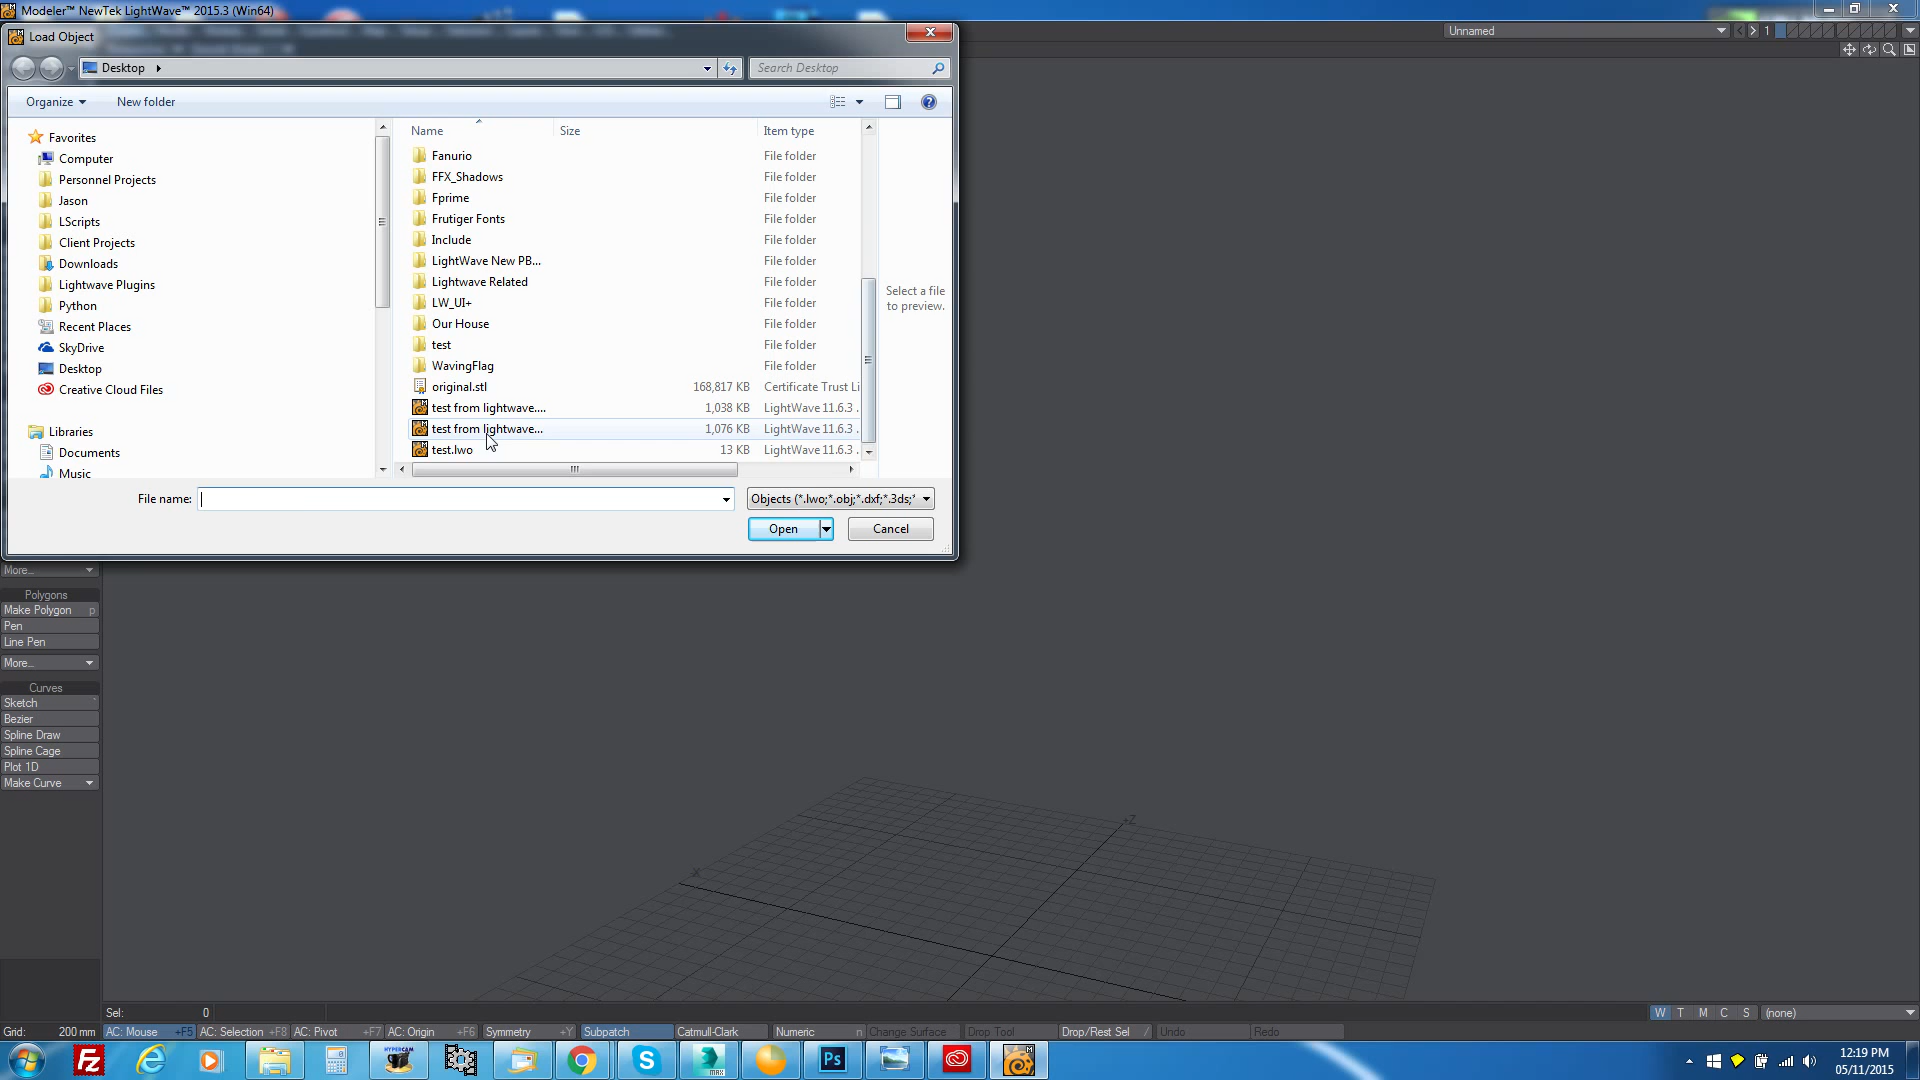 Modeler™ NewTek LightWave™ 2015.3 (Win64)
Load Object
Unnamed
1
Desktop
Search Desktop
Organize
New folder
Name
Size
Item type
Favorites
Computer
Personnel Projects
Jason
LScripts
Client Projects
Downloads
Lightwave Plugins
Python
Recent Places
SkyDrive
Desktop
Creative Cloud Files
Libraries
Documents
Music
Fanurio File folder
FFX_Shadows File folder
Fprime File folder
Frutiger Fonts File folder
Include File folder
LightWave New PB... File folder
Lightwave Related File folder
LW_UI+ File folder
Our House File folder
test File folder
WavingFlag File folder
original.stl 168,817 KB Certificate Trust Li
test from lightwave.... 1,038 KB LightWave 11.6.3 .
test from lightwave... 1,076 KB LightWave 11.6.3 .
test.lwo 13 KB LightWave 11.6.3 .
Select a file
to preview.
File name:
Objects (*.lwo;*.obj;*.dxf;*.3ds;*
Open
Cancel
More...
Polygons
Make Polygon p
Pen
Line Pen
More...
Curves
Sketch
Bezier
Spline Draw
Spline Cage
Plot 1D
Make Curve
X
Z
Sel: 0
W T M C S (none)
Grid: 200 mm AC: Mouse +F5 AC: Selection +F8 AC: Pivot +F7 AC: Origin +F6 Symmetry +Y Subpatch Catmull-Clark Numeric n Change Surface Drop Tool Drop/Rest Sel / Undo Redo
Fz
HYPERCAM
S
MAX
Ps
12:19 PM
05/11/2015